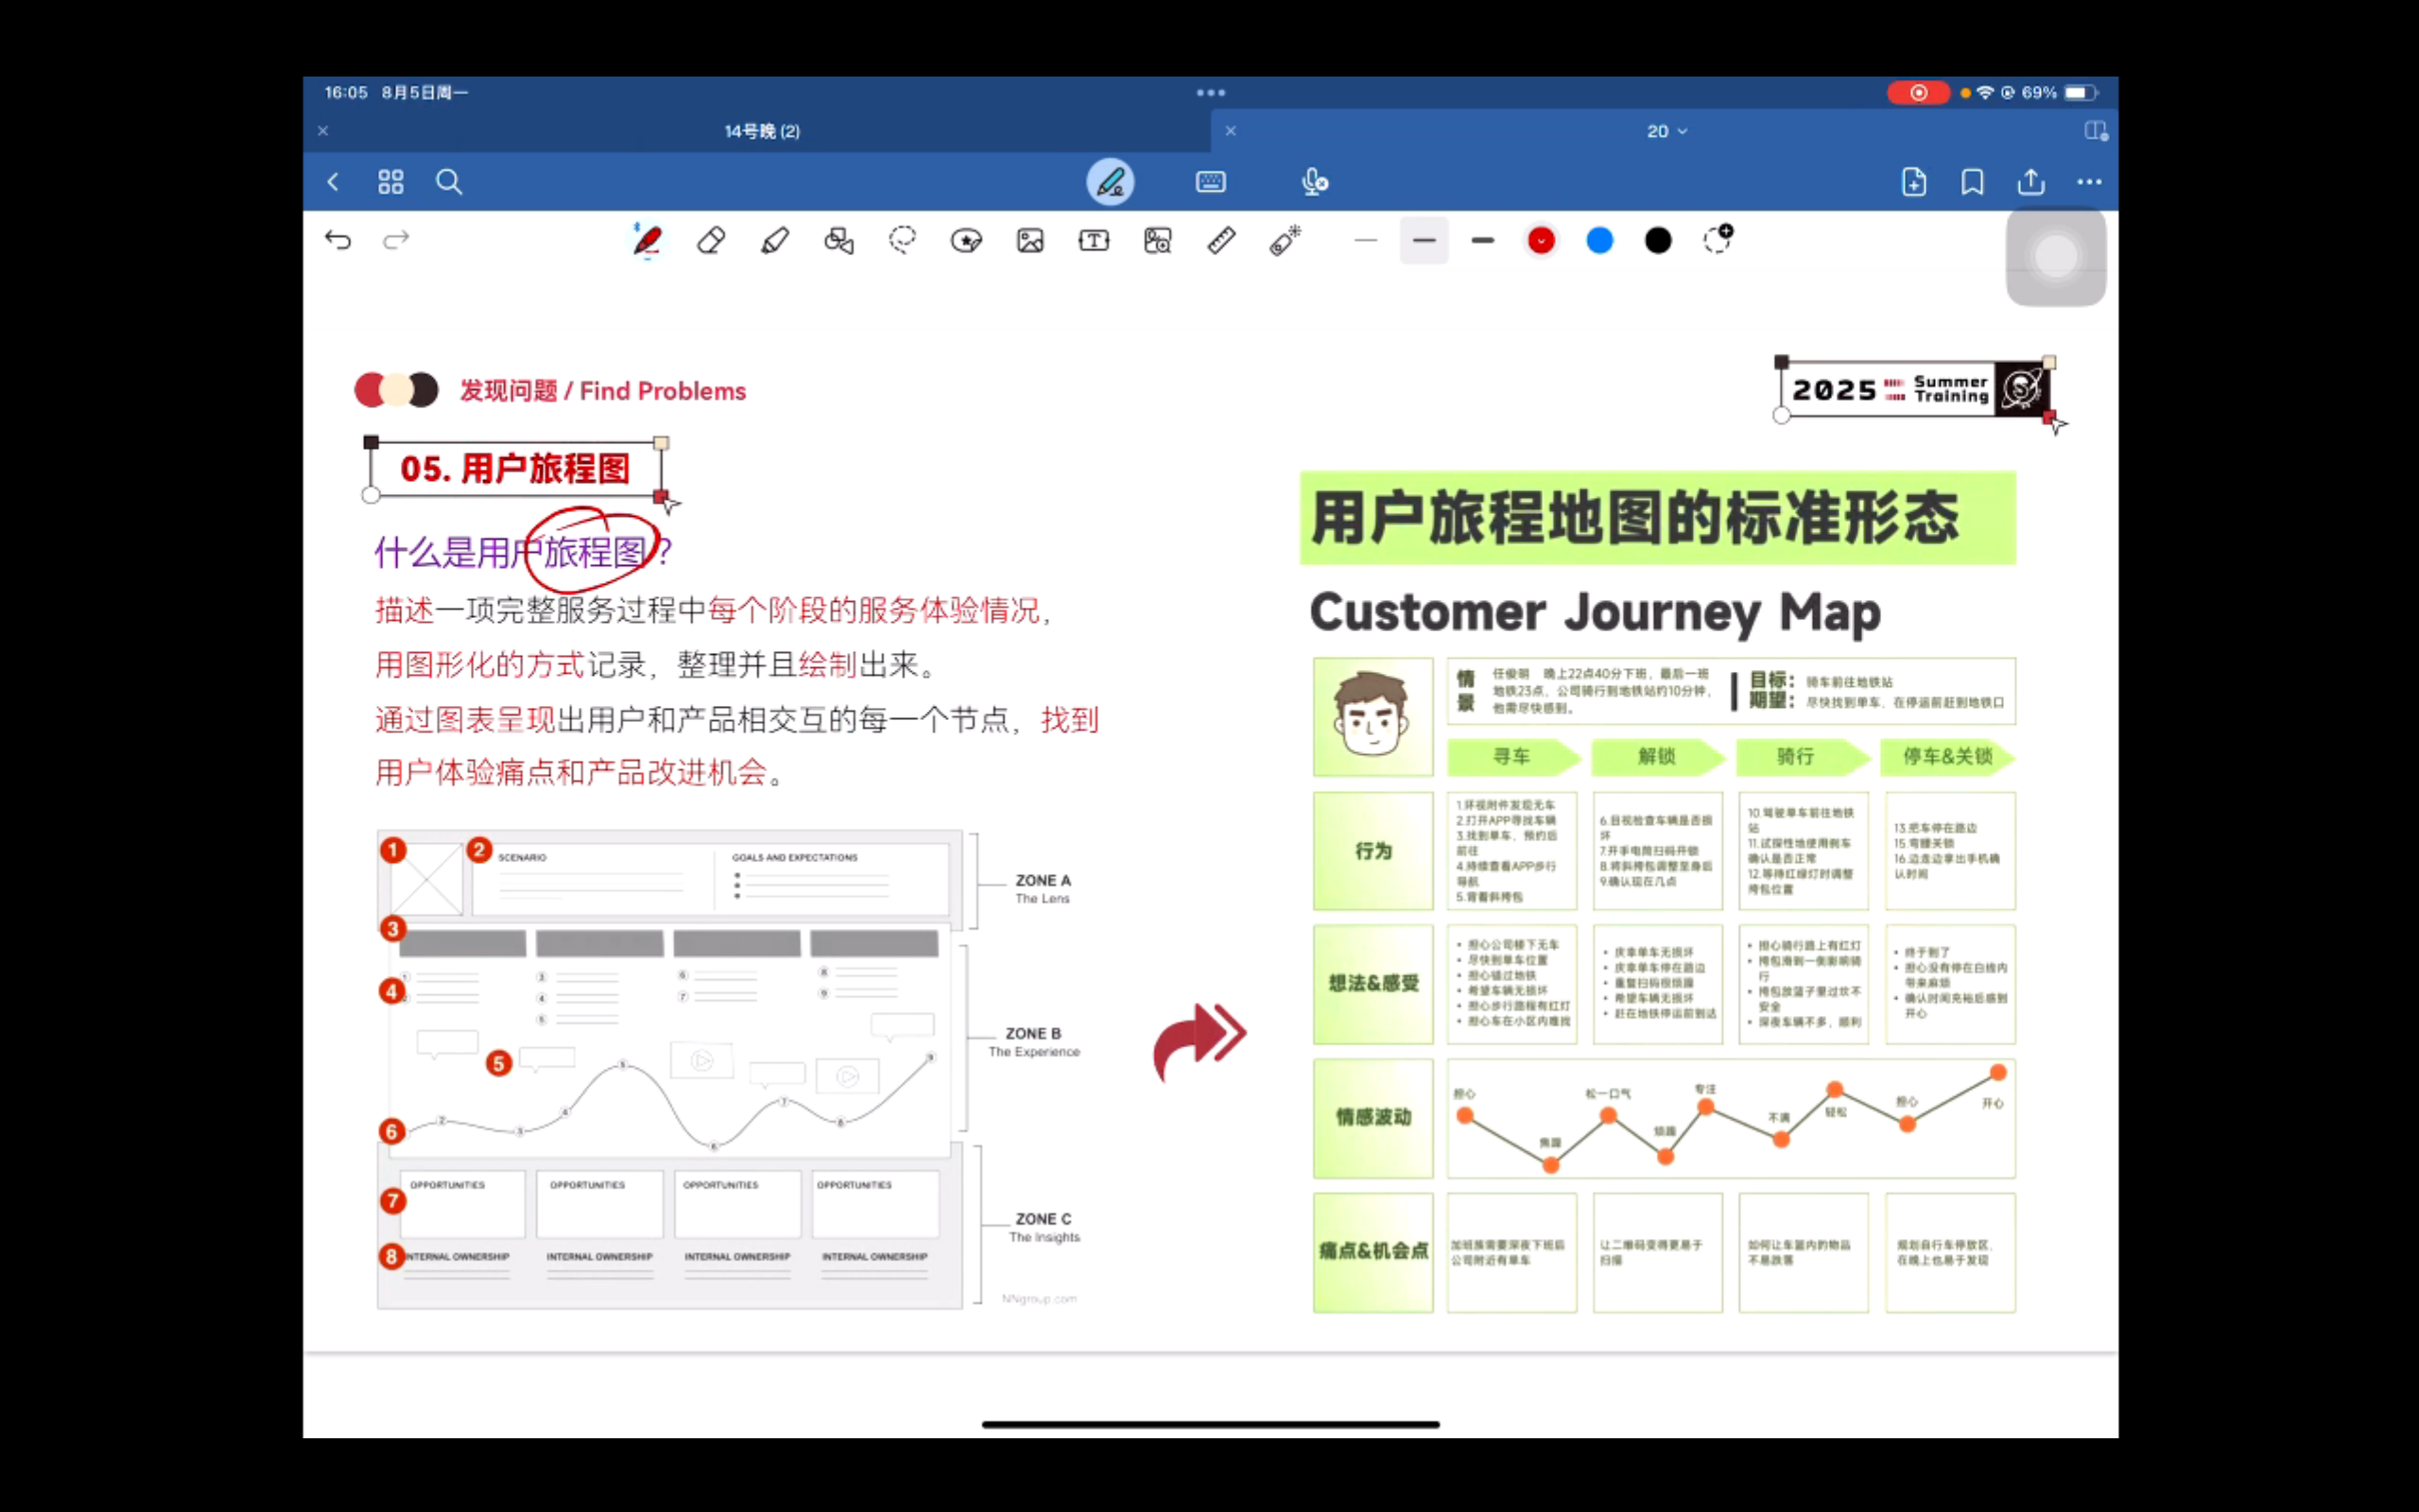 16:05 8月5日周一
69%
14号晚 (2)
20
发现问题 / Find Problems
2025 Summer Training
05. 用户旅程图
什么是用户旅程图？
描述一项完整服务过程中每个阶段的服务体验情况，
用图形化的方式记录，整理并且绘制出来。
通过图表呈现出用户和产品相交互的每一个节点，找到
用户体验痛点和产品改进机会。
1
2
SCENARIO
GOALS AND EXPECTATIONS
ZONE A
The Lens
3
4
5
6
ZONE B
The Experience
7
OPPORTUNITIES
OPPORTUNITIES
OPPORTUNITIES
OPPORTUNITIES
ZONE C
The Insights
8
INTERNAL OWNERSHIP
INTERNAL OWNERSHIP
INTERNAL OWNERSHIP
INTERNAL OWNERSHIP
NNgroup.com
用户旅程地图的标准形态
Customer Journey Map
情景
任俊明 晚上22点40分下班，最后一班
地铁23点，公司骑行到地铁站约10分钟，
他需尽快感到。
目标： 骑车前往地铁站
期望： 尽快找到单车，在停运前赶到地铁口
寻车
解锁
骑行
停车&关锁
行为
1.环视附件发现无车
2.打开APP寻找车辆
3.找到单车，预约后
前往
4.持续查看APP步行
导航
5.背着斜挎包
6.目视检查车辆是否损
坏
7.开手电筒扫码开锁
8.将斜挎包调整至身后
9.确认现在几点
10.驾驶单车前往地铁
站
11.试探性地使用刹车
确认是否正常
12.等待红绿灯时调整
挎包位置
13.把车停在路边
15.弯腰关锁
16.边走边拿出手机确
认时间
想法&感受
• 担心公司楼下无车
• 尽快到单车位置
• 担心错过地铁
• 希望车辆无损坏
• 担心步行路程有红灯
• 担心车在小区内难找
• 庆幸单车无损坏
• 庆幸单车停在路边
• 重复扫码很烦躁
• 希望车辆无损坏
• 赶在地铁停运前到达
• 担心骑行路上有红灯
• 挎包滑到一侧影响骑
行
• 挎包放篮子里过坎不
安全
• 深夜车辆不多，顺利
• 终于到了
• 担心没有停在白线内
带来麻烦
• 确认时间充裕后感到
开心
情感波动
担心
焦躁
松一口气
烦躁
专注
不满
轻松
担心
开心
痛点&机会点
加班族需要深夜下班后
公司附近有单车
让二维码变得更易于
扫描
如何让车篮内的物品
不易跌落
规划自行车停放区，
在晚上也易于发现